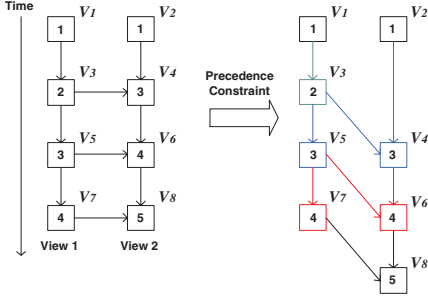 Time
V1 V2 V1 V2
1 1 1 1
V3 V4 V3
2 3 2
Precedence
Constraint
V5 V6 V5 V4
3 4 3 3
V7 V8 V7 V6
4 5 4 4
View 1 View 2
V8
5